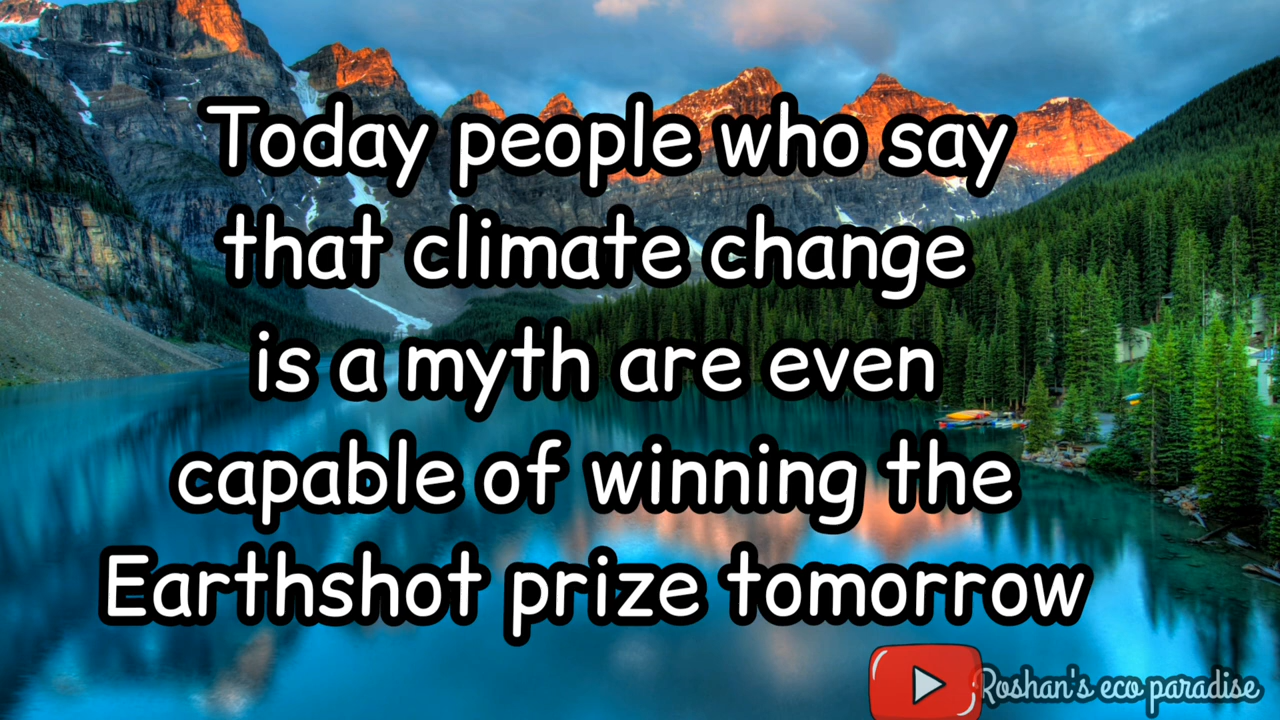 Today people who say
that climate change
is a myth are even
capable of winning the
Earthshot prize tomorrow
Roshan's eco paradise